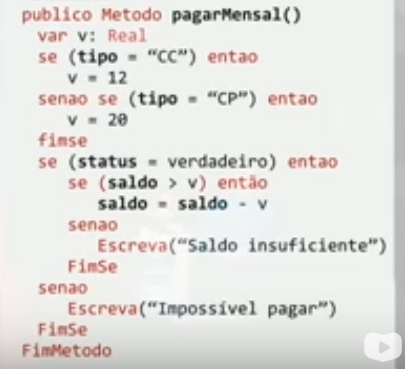 publico Metodo pagarMensal()
var v: Real
se (tipo = “CC”) entao
v = 12
senao se (tipo = “CP”) entao
v = 20
fimse
se (status = verdadeiro) entao
se (saldo > v) então
saldo = saldo - v
senao
Escreva(“Saldo insuficiente”)
FimSe
senao
Escreva(“Impossível pagar”)
FimSe
FimMetodo